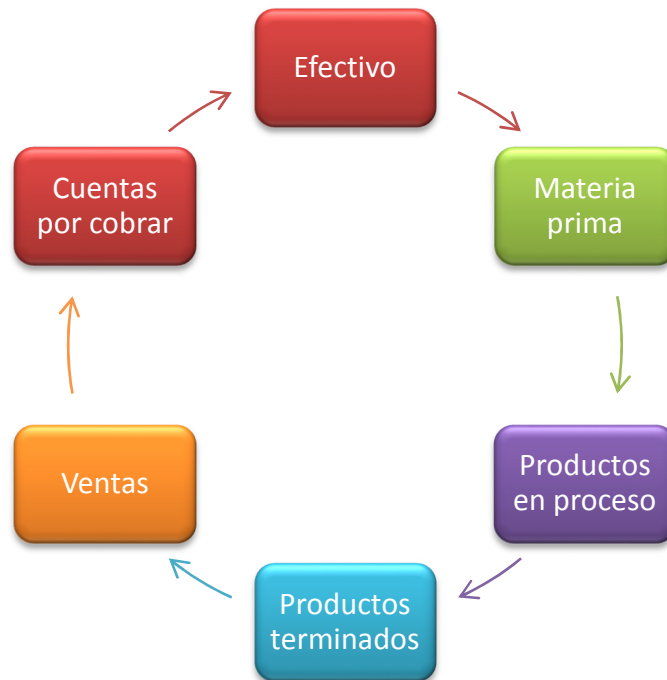 Efectivo
Materia
prima
Productos
en proceso
Productos
terminados
Ventas
Cuentas
por cobrar